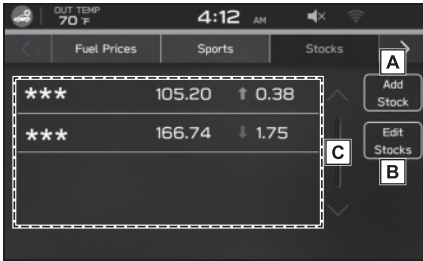 OUT TEMP
70 °F
4:12 AM
Fuel Prices
Sports
Stocks
A
Add
Stock
*** 105.20 ↑ 0.38
*** 166.74 ↓ 1.75
C
Edit
Stocks
B